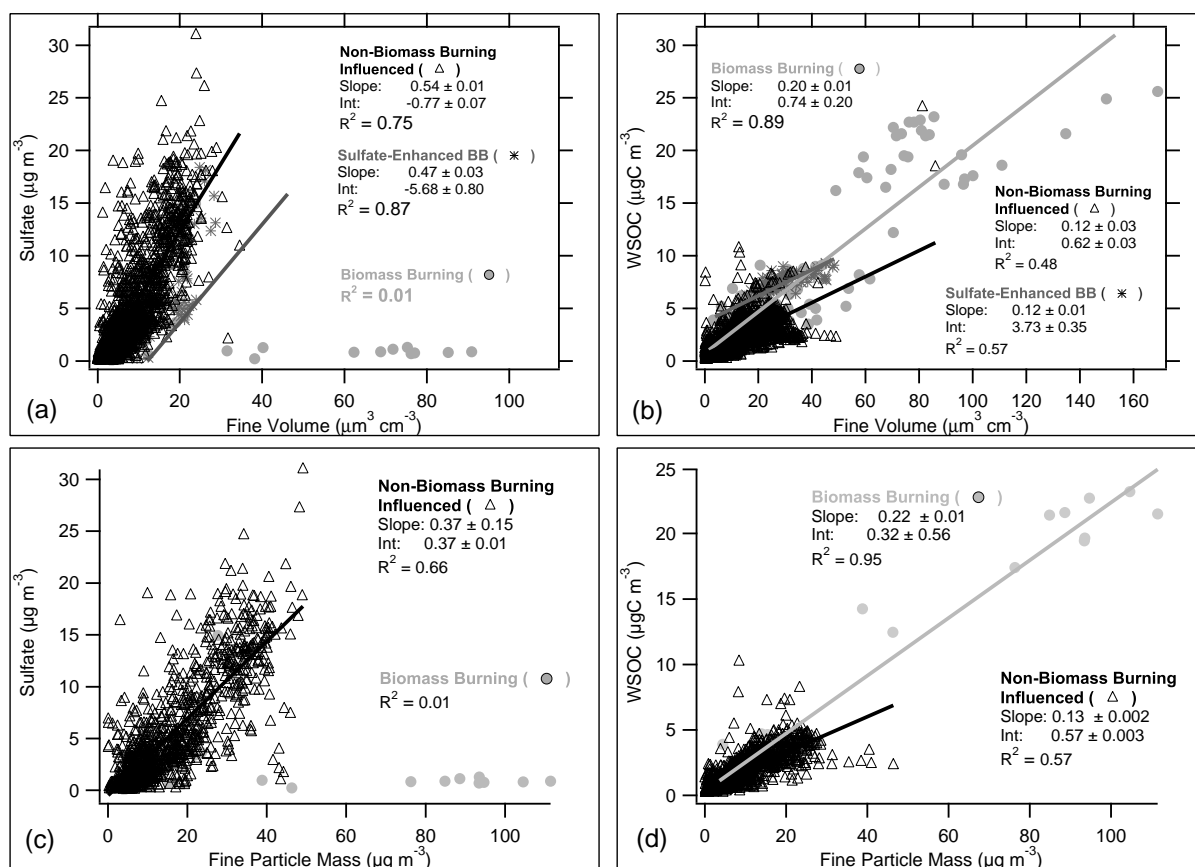 30
25
20
15
10
5
0
Sulfate (µg m-3)
Non-Biomass Burning
Influenced ( △ )
Slope: 0.54 ± 0.01
Int: -0.77 ± 0.07
R2 = 0.75
Sulfate-Enhanced BB ( ✳ )
Slope: 0.47 ± 0.03
Int: -5.68 ± 0.80
R2 = 0.87
Biomass Burning ( ● )
R2 = 0.01
0 20 40 60 80 100
(a)
Fine Volume (µm3 cm-3)
30
25
20
15
10
5
0
WSOC (µgC m-3)
Biomass Burning ( ● )
Slope: 0.20 ± 0.01
Int: 0.74 ± 0.20
R2 = 0.89
Non-Biomass Burning
Influenced ( △ )
Slope: 0.12 ± 0.03
Int: 0.62 ± 0.03
R2 = 0.48
Sulfate-Enhanced BB ( ✳ )
Slope: 0.12 ± 0.01
Int: 3.73 ± 0.35
R2 = 0.57
0 20 40 60 80 100 120 140 160
(b)
Fine Volume (µm3 cm-3)
30
25
20
15
10
5
0
Sulfate (µg m-3)
Non-Biomass Burning
Influenced ( △ )
Slope: 0.37 ± 0.15
Int: 0.37 ± 0.01
R2 = 0.66
Biomass Burning ( ● )
R2 = 0.01
0 20 40 60 80 100
(c)
Fine Particle Mass (µg m-3)
25
20
15
10
5
0
WSOC (µgC m-3)
Biomass Burning ( ● )
Slope: 0.22 ± 0.01
Int: 0.32 ± 0.56
R2 = 0.95
Non-Biomass Burning
Influenced ( △ )
Slope: 0.13 ± 0.002
Int: 0.57 ± 0.003
R2 = 0.57
0 20 40 60 80 100
(d)
Fine Particle Mass (µg m-3)